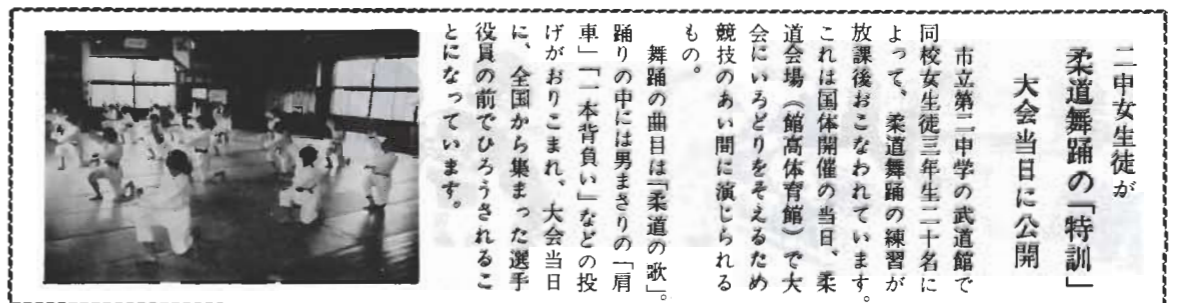 二中女生徒が
柔道舞踊の「特訓」
大会当日に公開
市立第二中学の武道館で
同校女生徒三年生二十名に
よって、柔道舞踊の練習が
放課後おこなわれています。
これは国体開催の当日、柔
道会場（館高体育館）で大
会にいろどりをそえるため
競技のあい間に演じられる
もの。
舞踊の曲目は「柔道の歌」。
踊りの中には男まさりの「肩
車」「一本背負い」などの投
げがおりこまれ、大会当日
に、全国から集まった選手
役員の前でひろうされるこ
とになっています。